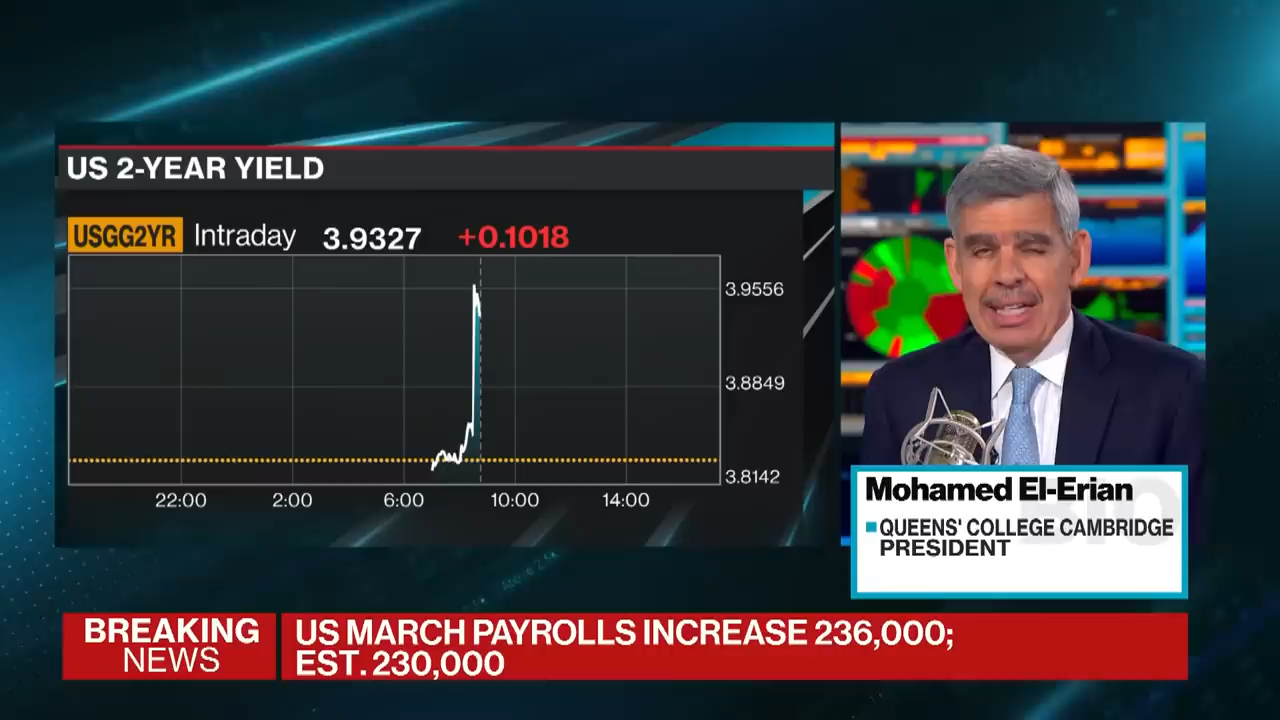 US 2-YEAR YIELD
USGG2YR Intraday 3.9327 +0.1018
3.9556
3.8849
3.8142
22:00 2:00 6:00 10:00 14:00
Mohamed El-Erian
QUEENS' COLLEGE CAMBRIDGE
PRESIDENT
BREAKING
NEWS
US MARCH PAYROLLS INCREASE 236,000;
EST. 230,000